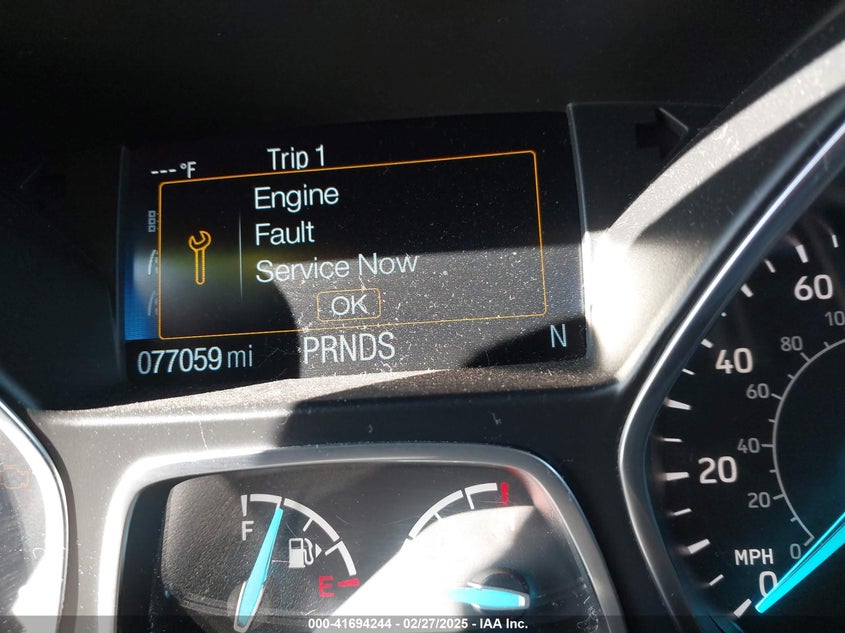 ---°F Trip 1
Engine
Fault
Service Now
OK
077059 mi PRNDS N
F
E
60
40
20
0
MPH
10
80
60
40
20
0
000-41694244 - 02/27/2025 - IAA Inc.